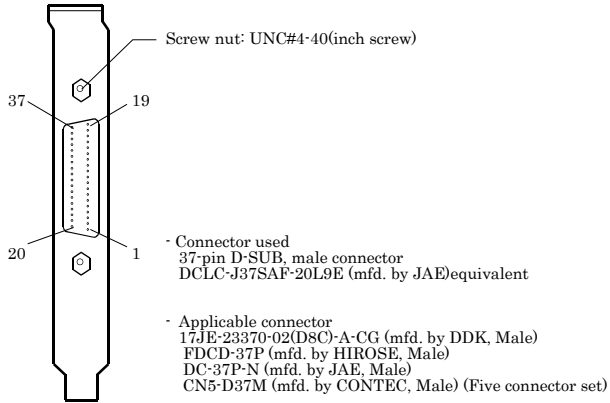 Screw nut: UNC#4-40(inch screw)
37
19
20
1
- Connector used
37-pin D-SUB, male connector
DCLC-J37SAF-20L9E (mfd. by JAE)equivalent
- Applicable connector
17JE-23370-02(D8C)-A-CG (mfd. by DDK, Male)
FDCD-37P (mfd. by HIROSE, Male)
DC-37P-N (mfd. by JAE, Male)
CN5-D37M (mfd. by CONTEC, Male) (Five connector set)